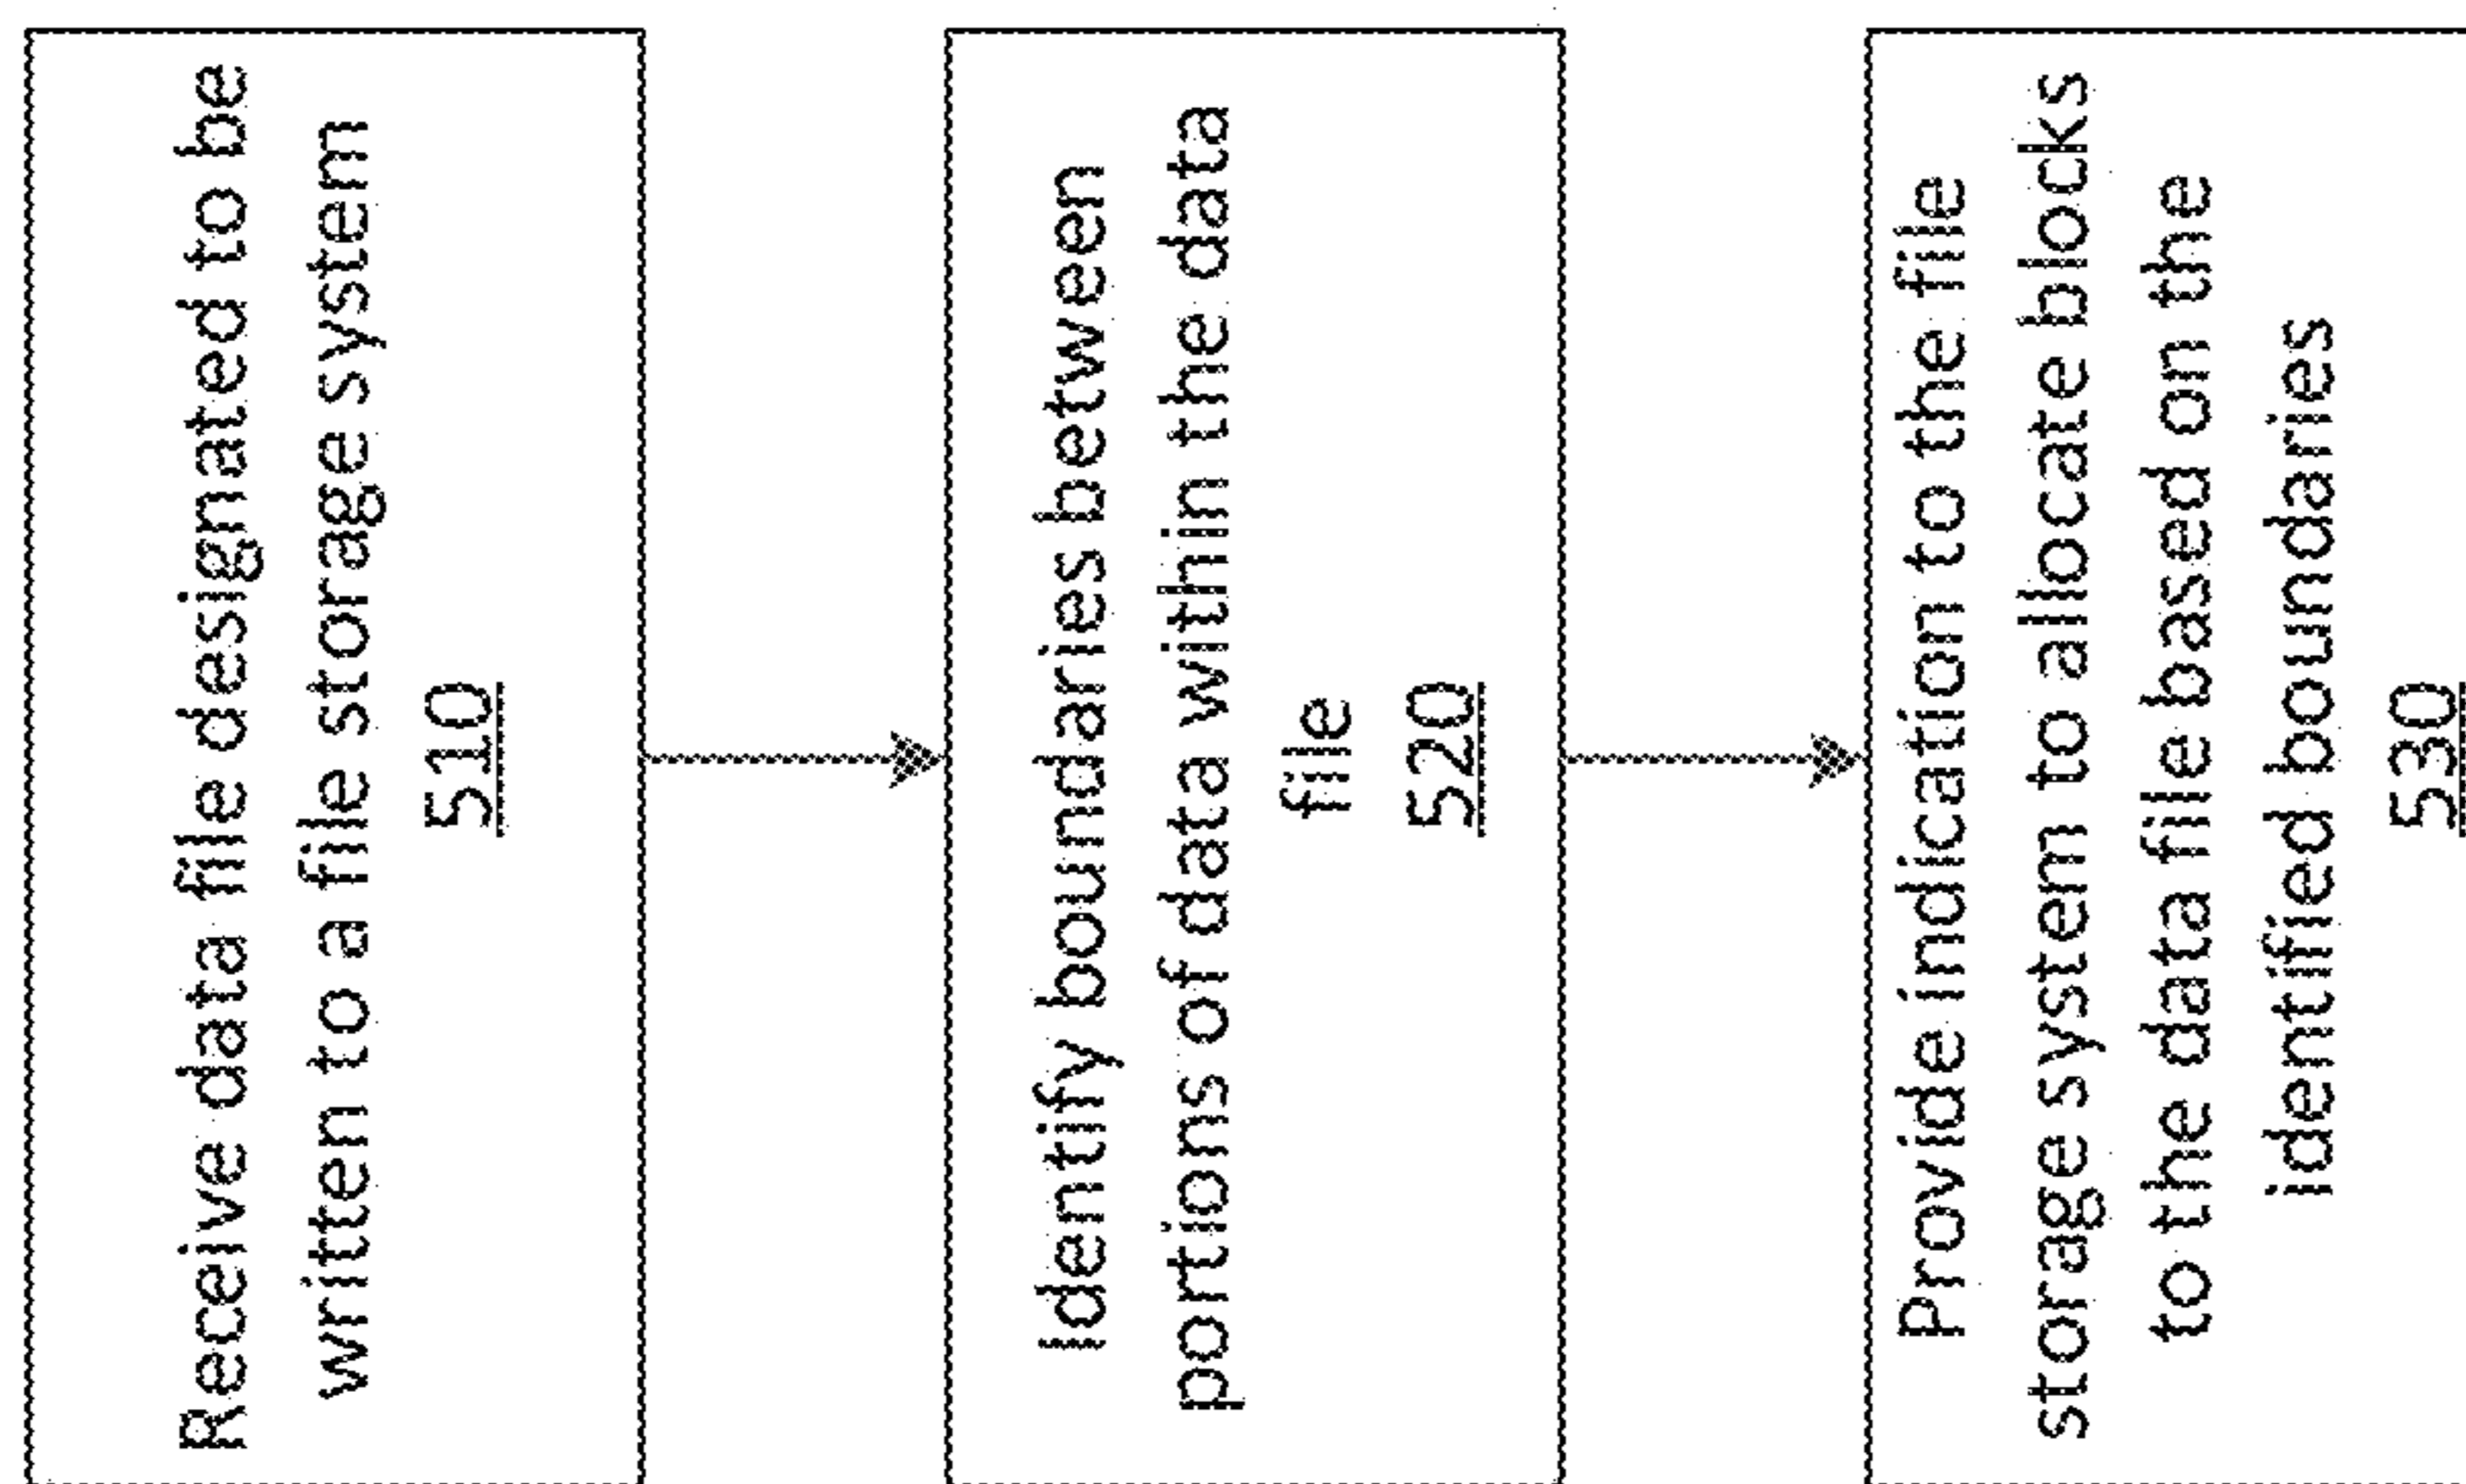 Receive data file designated to be
written to a file storage system
510
Identify boundaries between
portions of data within the data
file
520
Provide indication to the file
storage system to allocate blocks
to the data file based on the
identified boundaries
530